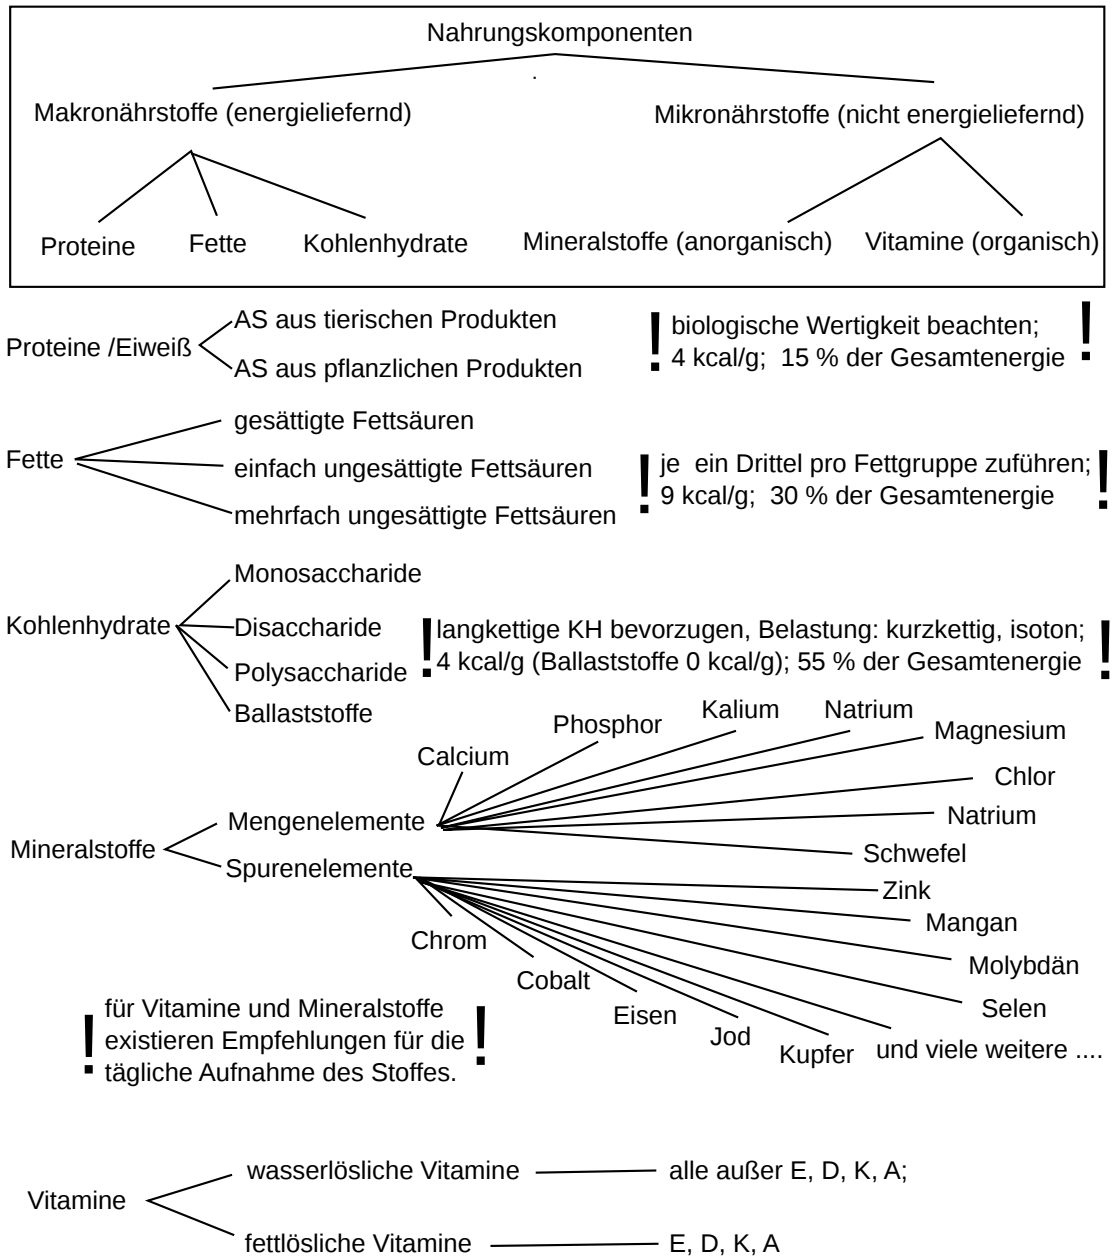 Nahrungskomponenten
Makronährstoffe (energieliefernd)
Mikronährstoffe (nicht energieliefernd)
Proteine
Fette
Kohlenhydrate
Mineralstoffe (anorganisch)
Vitamine (organisch)
Proteine /Eiweiß
AS aus tierischen Produkten
AS aus pflanzlichen Produkten
! biologische Wertigkeit beachten; !
4 kcal/g; 15 % der Gesamtenergie
Fette
gesättigte Fettsäuren
einfach ungesättigte Fettsäuren
mehrfach ungesättigte Fettsäuren
! je ein Drittel pro Fettgruppe zuführen; !
9 kcal/g; 30 % der Gesamtenergie
Kohlenhydrate
Monosaccharide
Disaccharide
Polysaccharide
Ballaststoffe
! langkettige KH bevorzugen, Belastung: kurzkettig, isoton; !
4 kcal/g (Ballaststoffe 0 kcal/g); 55 % der Gesamtenergie
Mineralstoffe
Mengenelemente
Calcium
Phosphor
Kalium
Natrium
Magnesium
Chlor
Natrium
Schwefel
Spurenelemente
Zink
Mangan
Molybdän
Selen
und viele weitere ....
Kupfer
Jod
Eisen
Cobalt
Chrom
! für Vitamine und Mineralstoffe !
existieren Empfehlungen für die
tägliche Aufnahme des Stoffes.
Vitamine
wasserlösliche Vitamine
alle außer E, D, K, A;
fettlösliche Vitamine
E, D, K, A